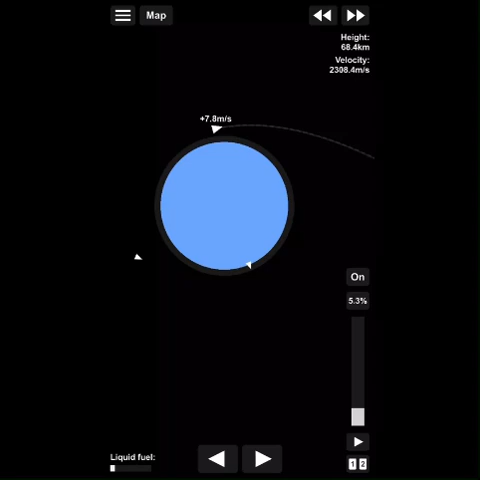 Map
Height:
68.4km
Velocity:
2308.4m/s
+7.8m/s
On
5.3%
Liquid fuel:
1 2